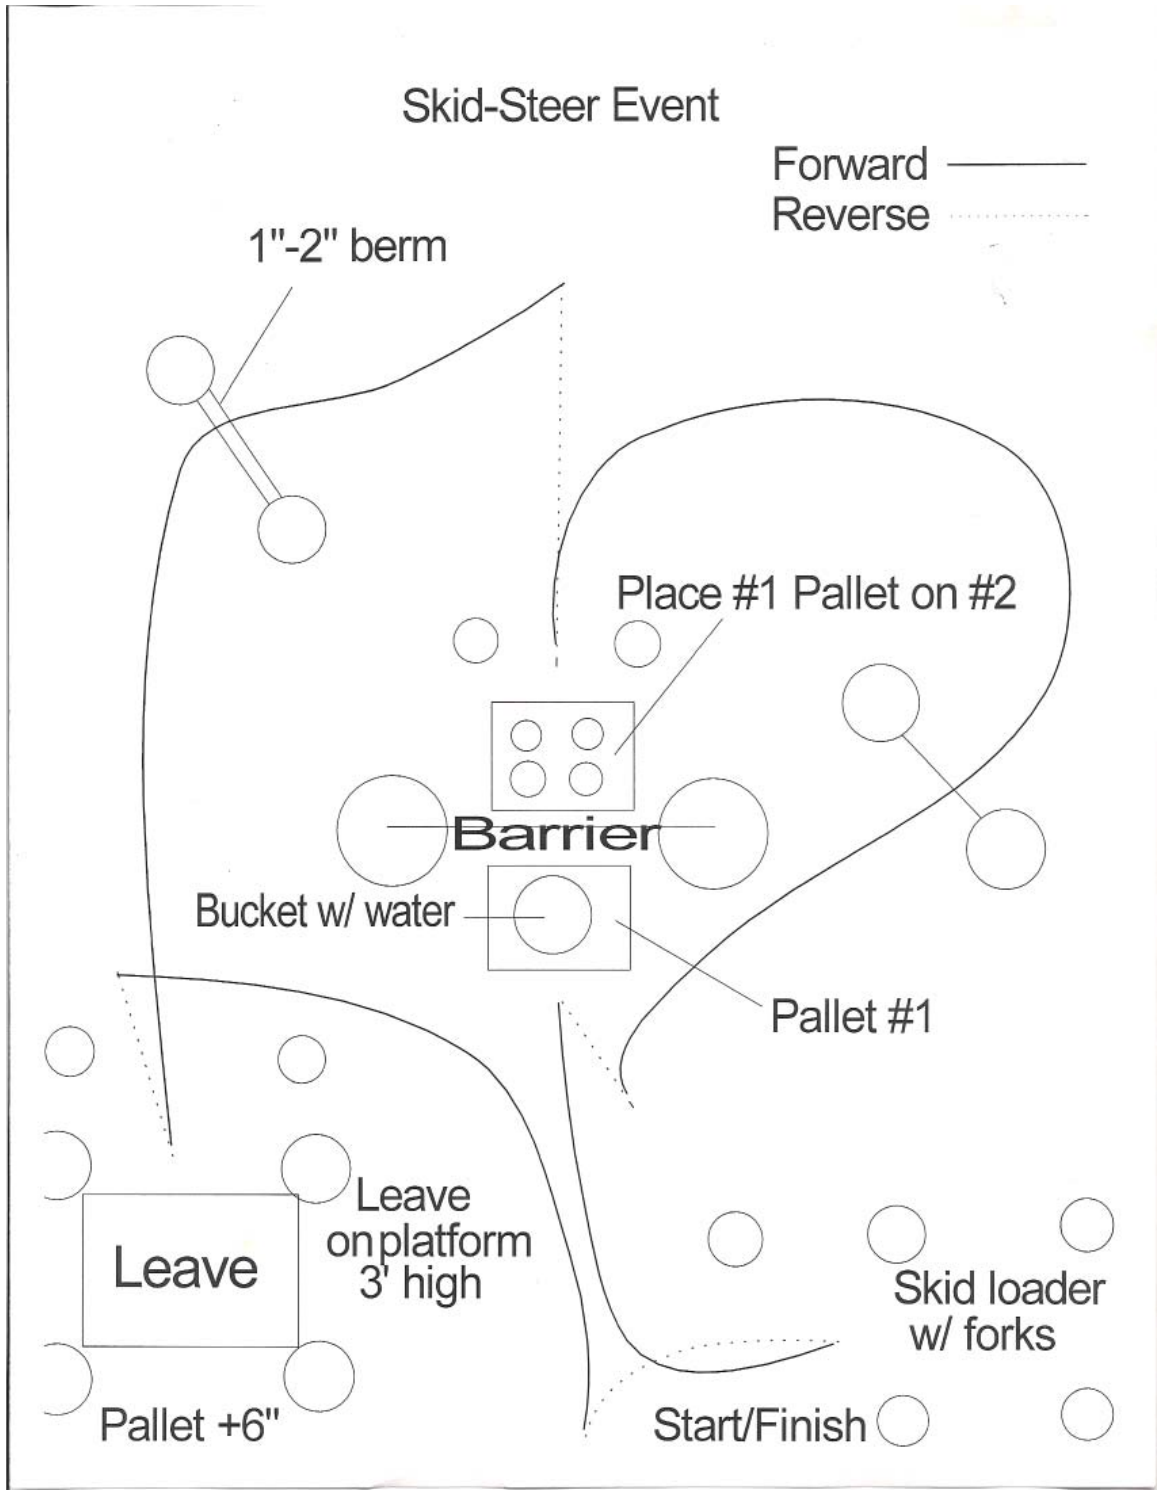 Skid-Steer Event
Forward
Reverse
1"-2" berm
Place #1 Pallet on #2
Barrier
Bucket w/ water
Pallet #1
Leave
on platform
3' high
Leave
Skid loader
w/ forks
Pallet +6"
Start/Finish